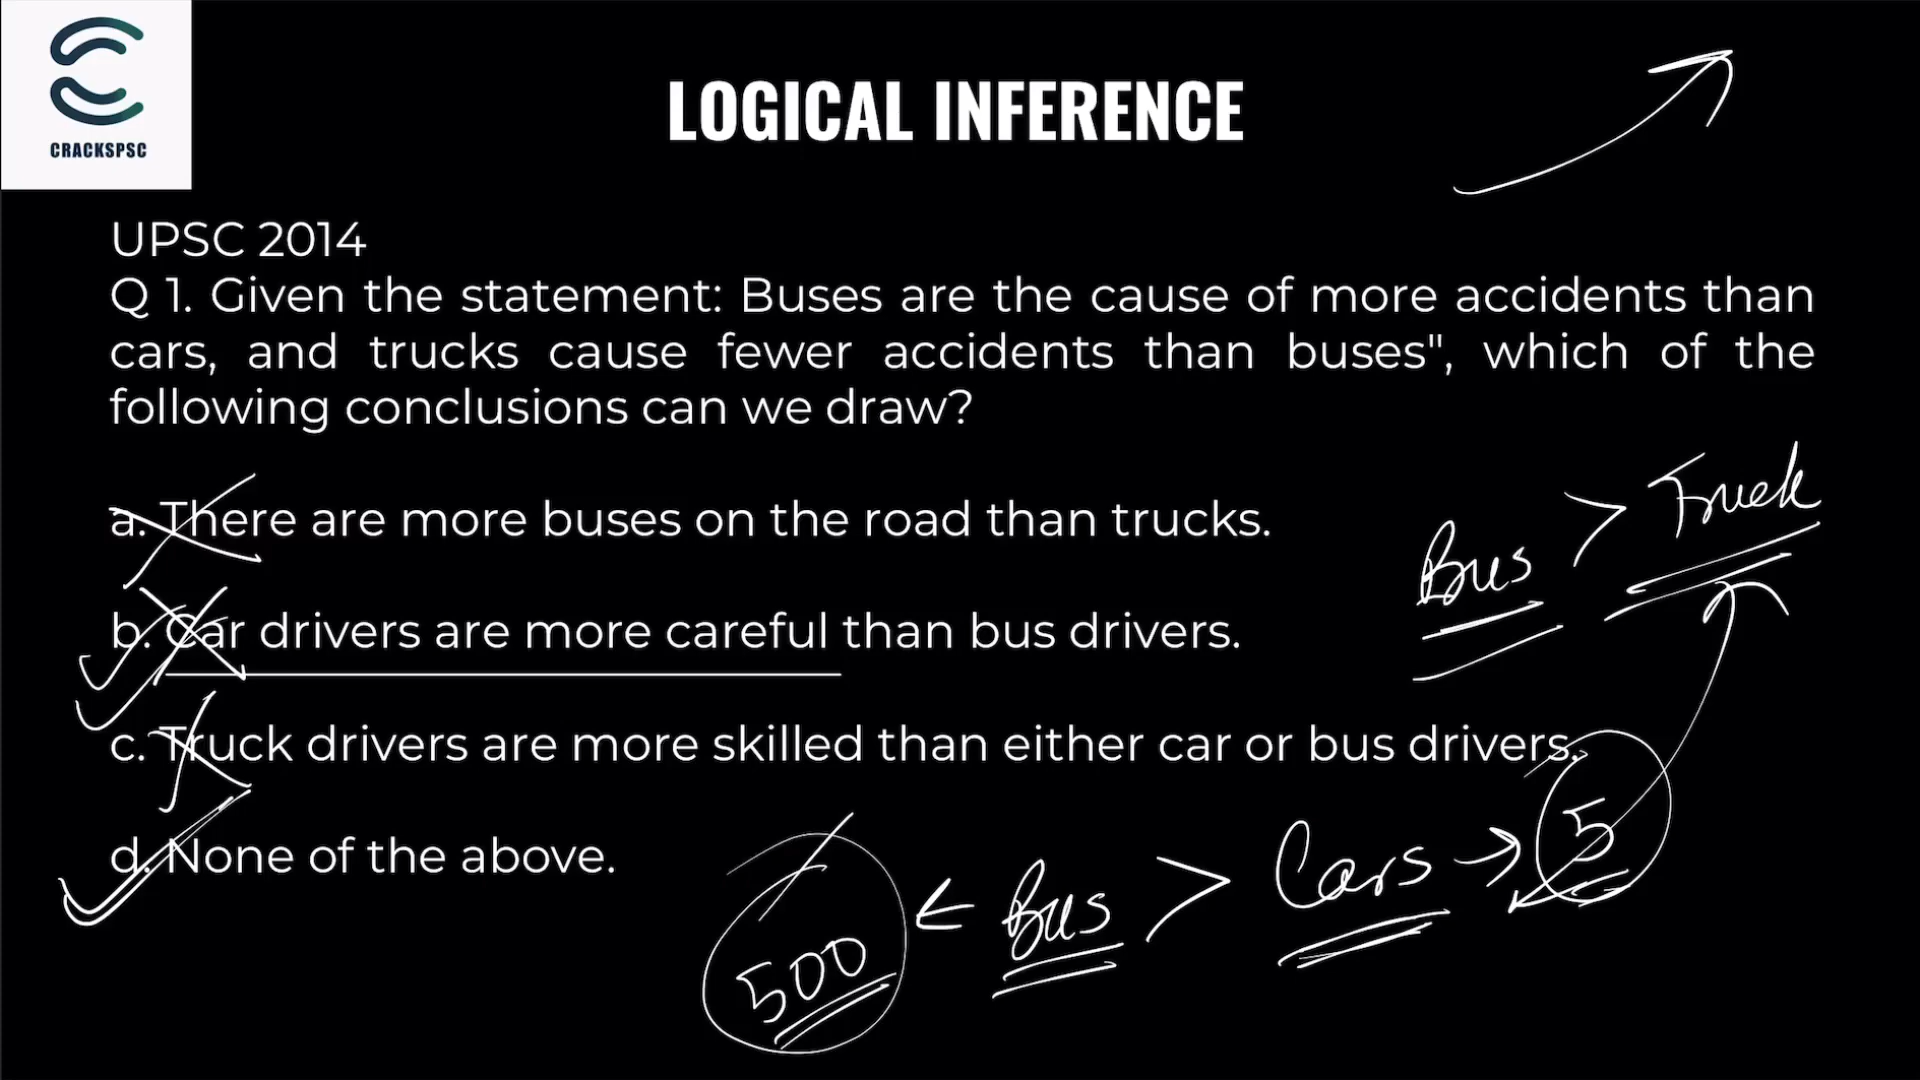 CRACKSPSC
LOGICAL INFERENCE
UPSC 2014
Q 1. Given the statement: Buses are the cause of more accidents than
cars, and trucks cause fewer accidents than buses", which of the
following conclusions can we draw?
a. There are more buses on the road than trucks.
Bus > Truck
b. Car drivers are more careful than bus drivers.
c. Truck drivers are more skilled than either car or bus drivers.
d. None of the above.
500 ← Bus > Cars → 5